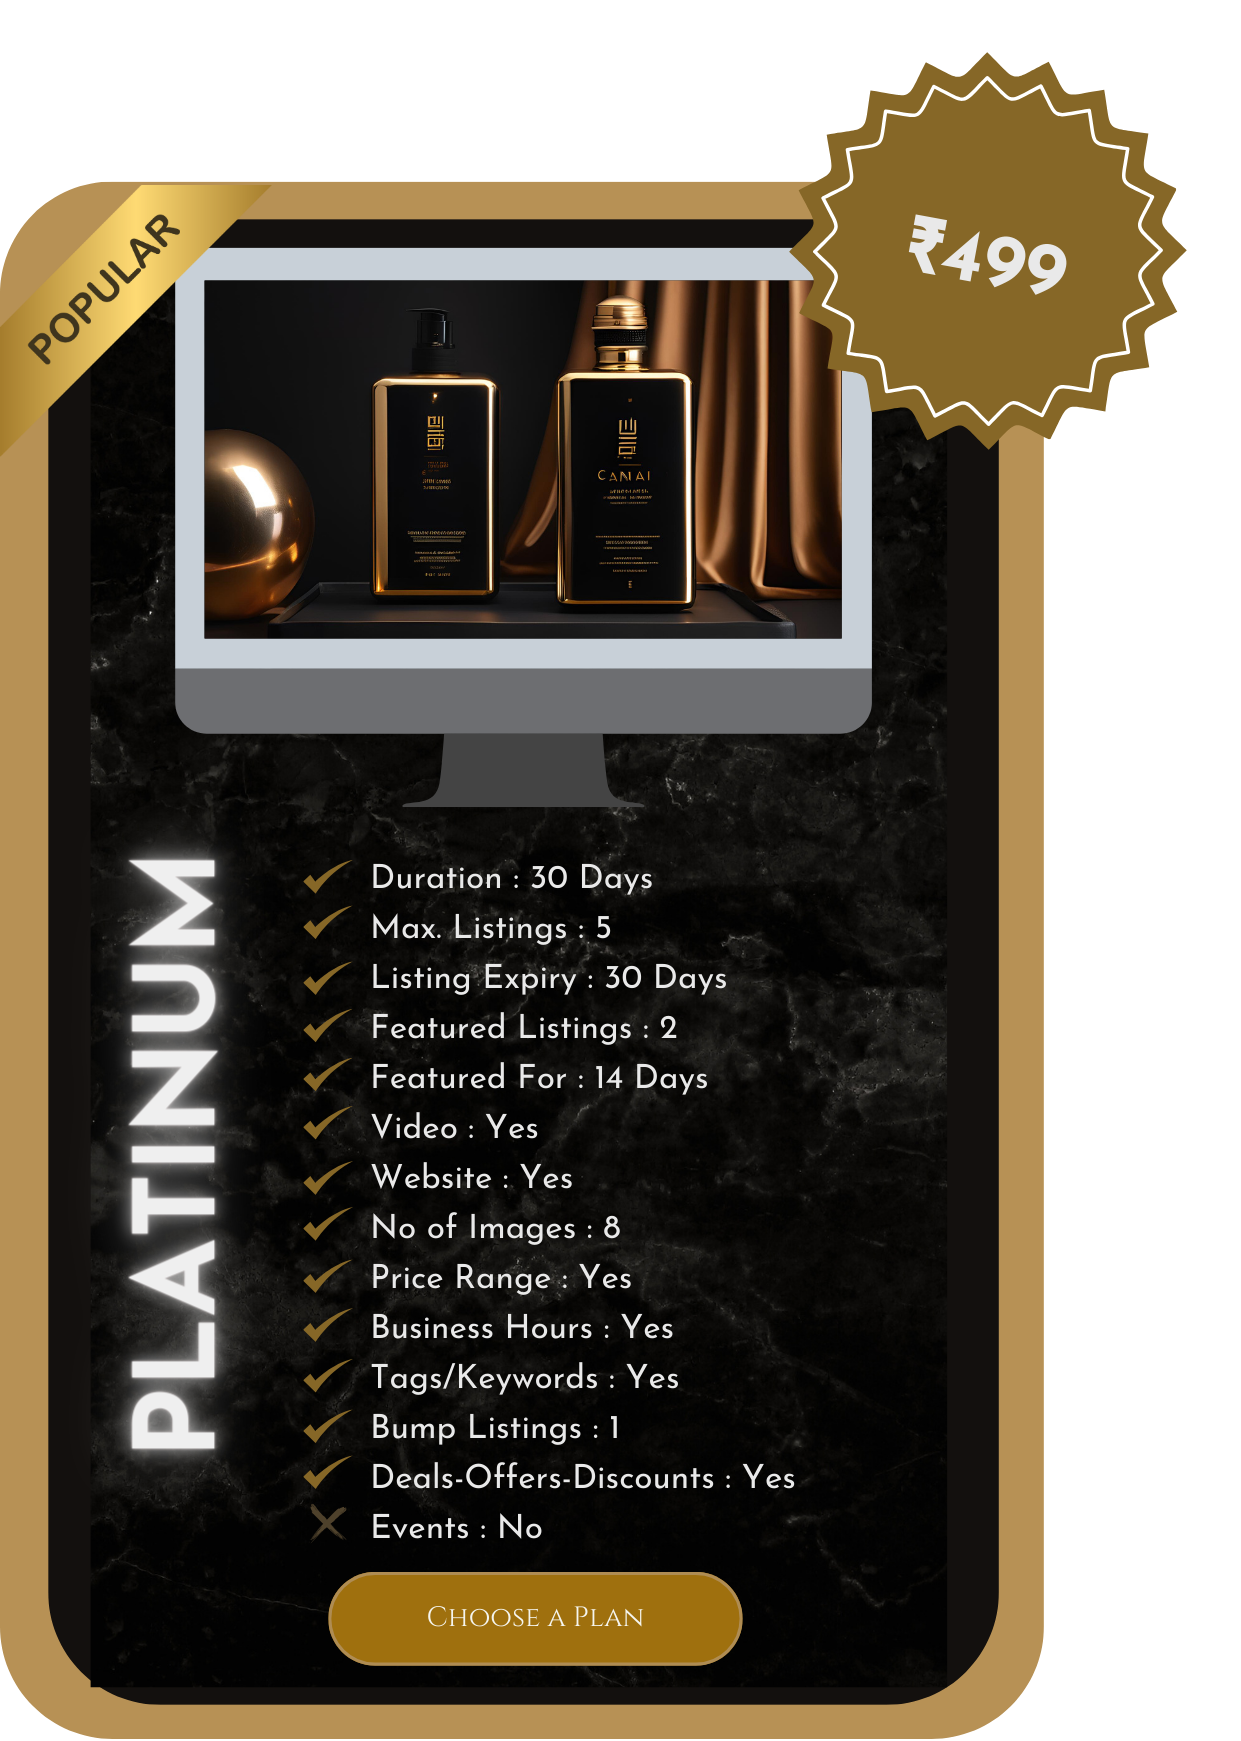 ₹499
POPULAR
CANAI
PLATINUM
Duration : 30 Days
Max. Listings : 5
Listing Expiry : 30 Days
Featured Listings : 2
Featured For : 14 Days
Video : Yes
Website : Yes
No of Images : 8
Price Range : Yes
Business Hours : Yes
Tags/Keywords : Yes
Bump Listings : 1
Deals-Offers-Discounts : Yes
Events : No
Choose a Plan